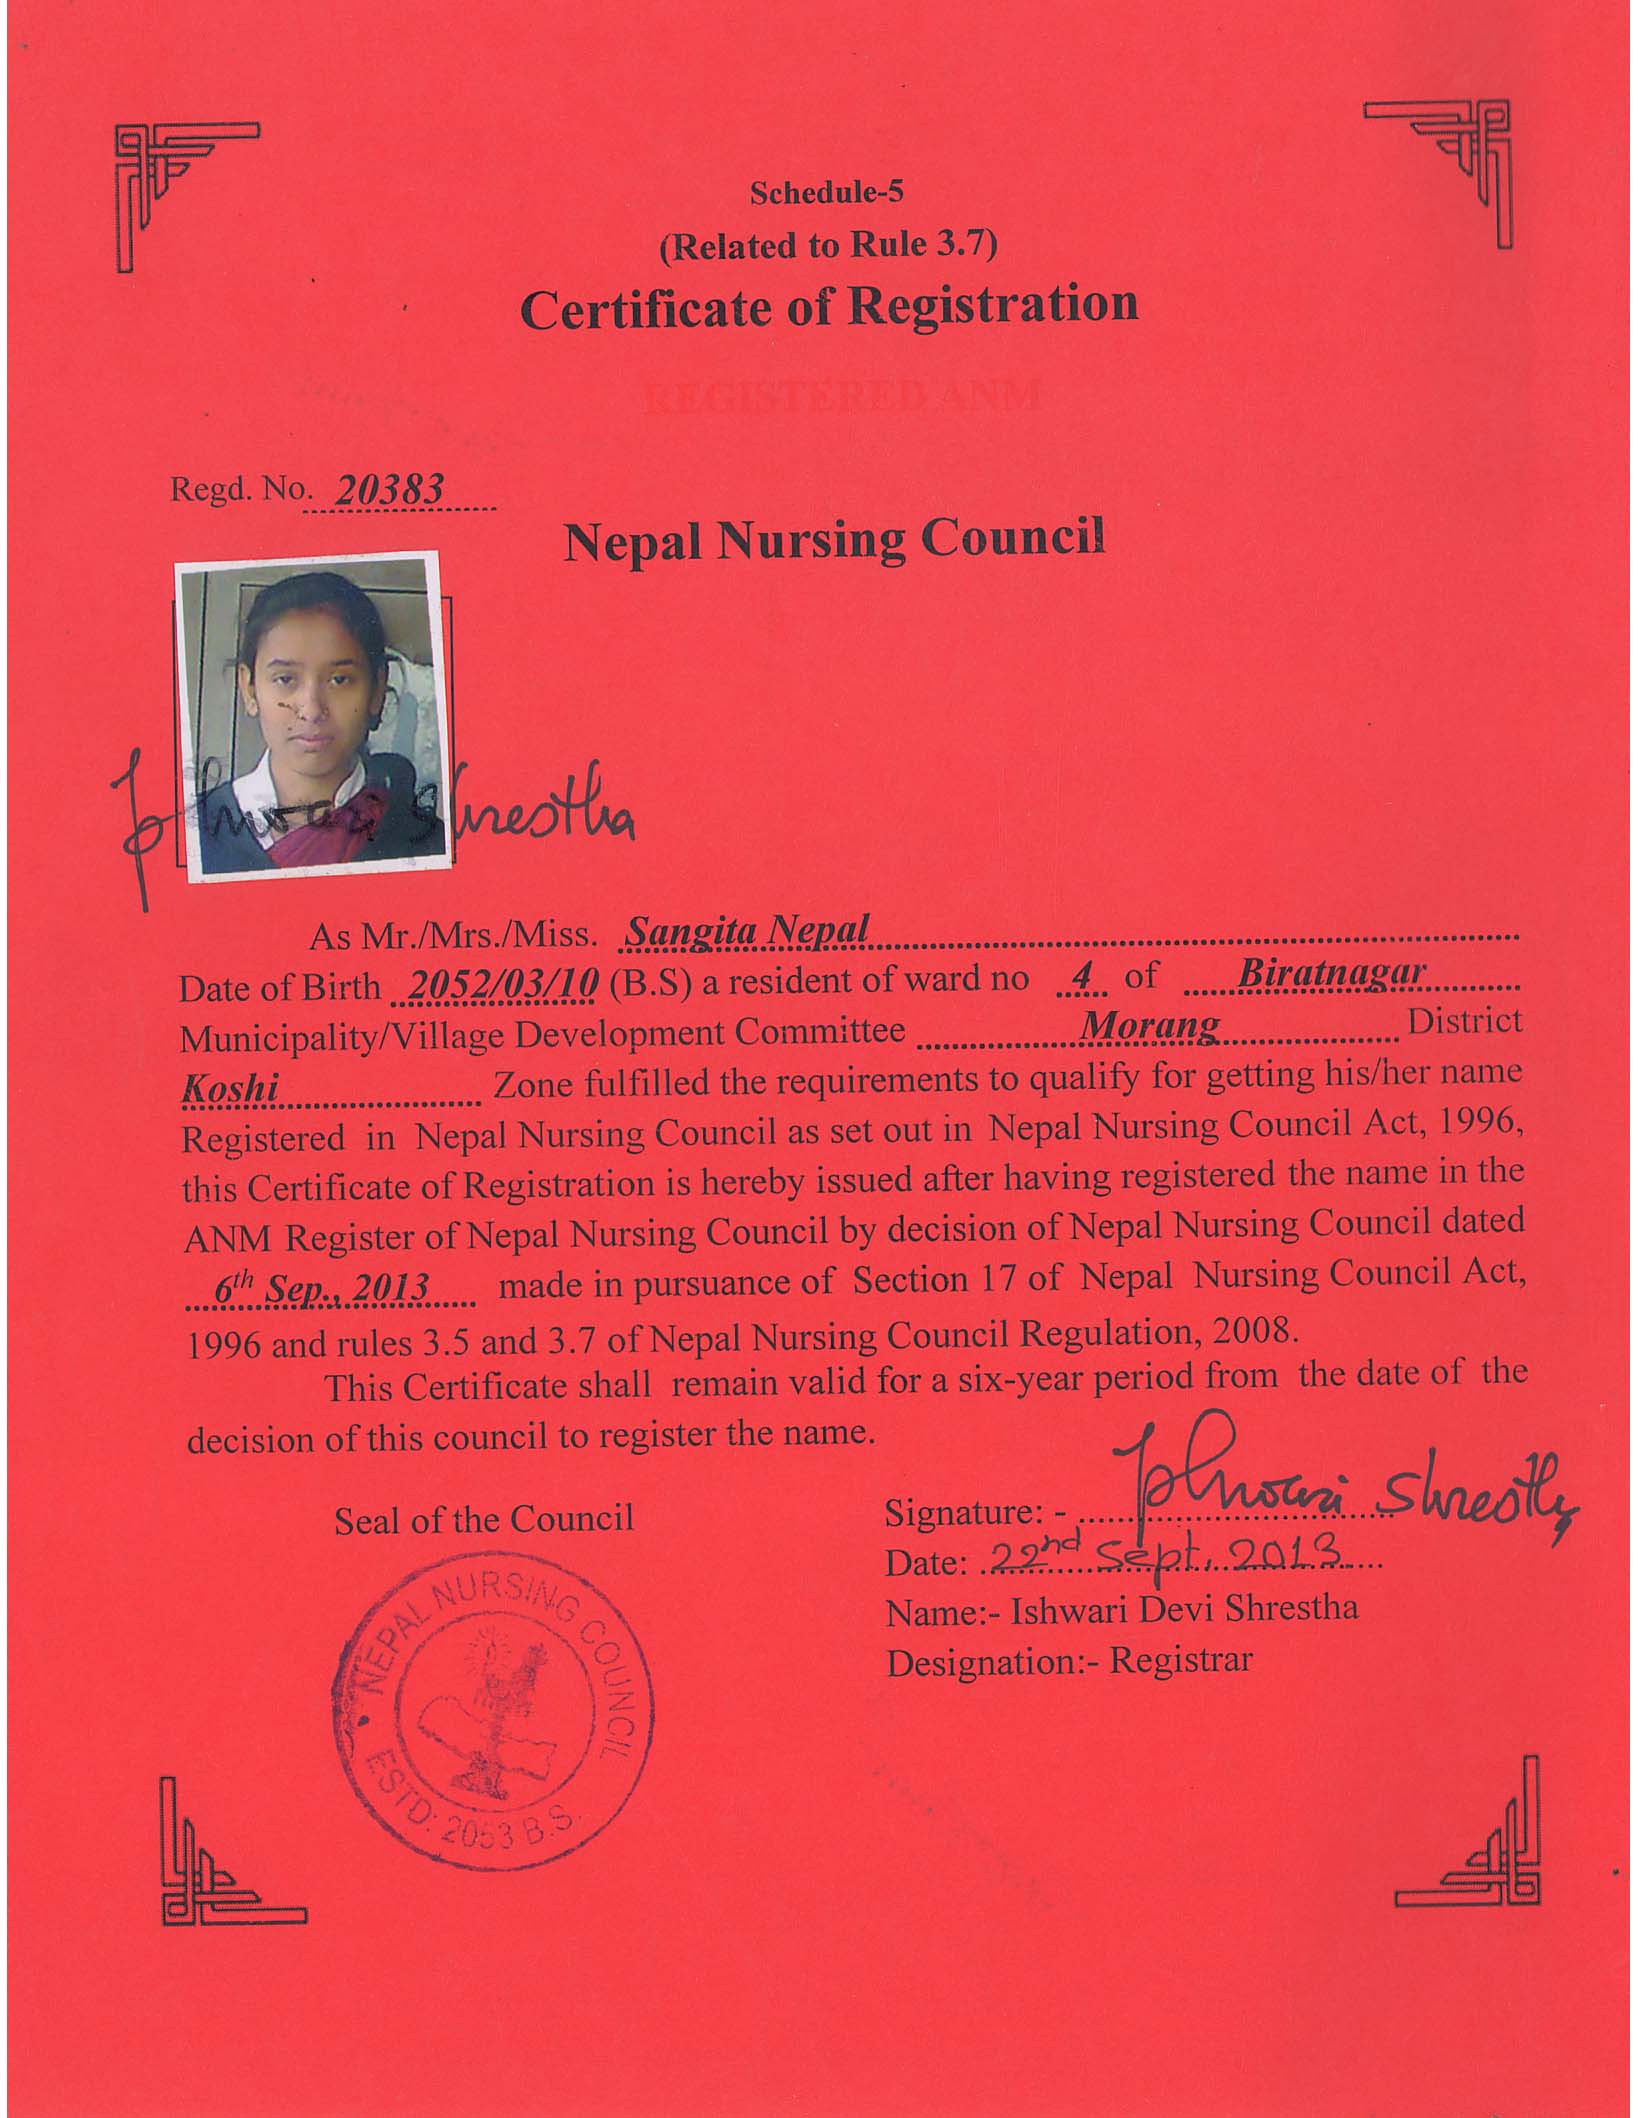 Schedule-5
(Related to Rule 3.7)
Certificate of Registration
REGISTERED ANM
Regd. No. 20383
Nepal Nursing Council
Ishwari Shrestha
As Mr./Mrs./Miss. Sangita Nepal
Date of Birth 2052/03/10 (B.S) a resident of ward no 4 of Biratnagar
Municipality/Village Development Committee Morang District
Koshi Zone fulfilled the requirements to qualify for getting his/her name
Registered in Nepal Nursing Council as set out in Nepal Nursing Council Act, 1996,
this Certificate of Registration is hereby issued after having registered the name in the
ANM Register of Nepal Nursing Council by decision of Nepal Nursing Council dated
6th Sep., 2013 made in pursuance of Section 17 of Nepal Nursing Council Act,
1996 and rules 3.5 and 3.7 of Nepal Nursing Council Regulation, 2008.
This Certificate shall remain valid for a six-year period from the date of the
decision of this council to register the name.
Seal of the Council
Signature: - Ishwari Shrestha
Date: 22nd Sept, 2013
Name:- Ishwari Devi Shrestha
Designation:- Registrar
NEPAL NURSING COUNCIL
ESTD: 2053 B.S.